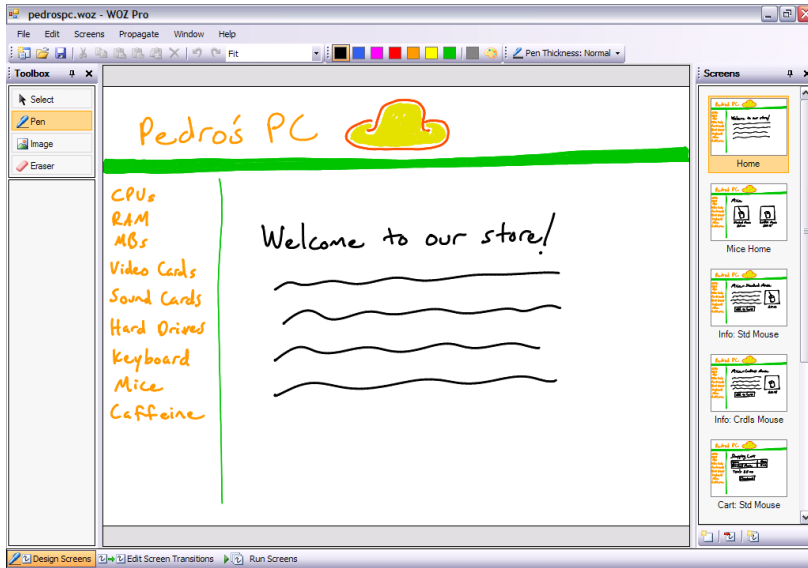 pedrospc.woz - WOZ Pro
File Edit Screens Propagate Window Help
Fit Pen Thickness: Normal
Toolbox
Select
Pen
Image
Eraser
Pedro's PC
CPUs
RAM
MBs
Video Cards
Sound Cards
Hard Drives
Keyboard
Mice
Caffeine
Welcome to our store!
Screens
Home
Mice Home
Info: Std Mouse
Info: Crdls Mouse
Cart: Std Mouse
Design Screens Edit Screen Transitions Run Screens